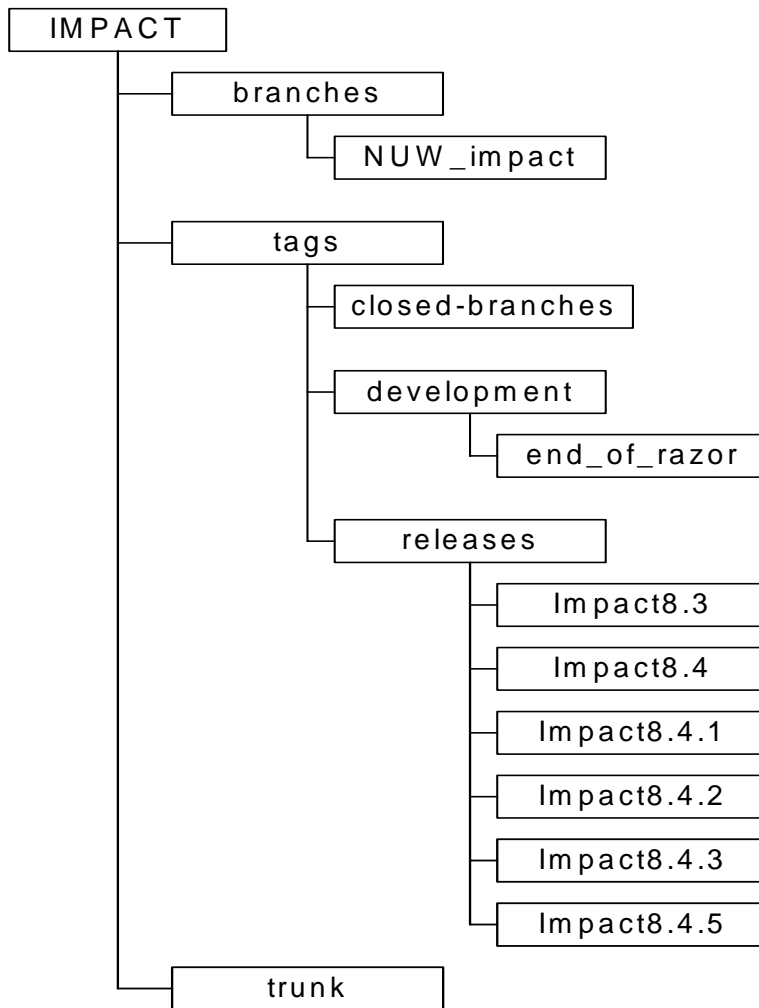 IMPACT
branches
NUW_impact
tags
closed-branches
development
end_of_razor
releases
Impact8.3
Impact8.4
Impact8.4.1
Impact8.4.2
Impact8.4.3
Impact8.4.5
trunk